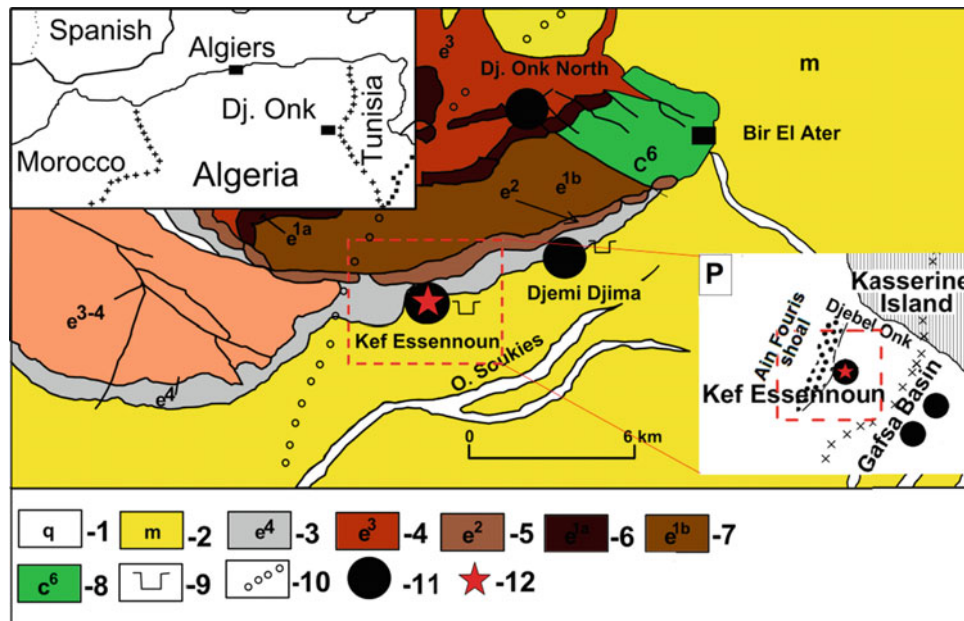 Spanish
Algiers
Dj. Onk
Tunisia
Morocco
Algeria
e3
Dj. Onk North
m
Bir El Ater
c6
e2
e1b
e1a
Djemi Djima
Kef Essennoun
e3-4
e4
O. Soukies
0 6 km
P
Kasserine
Island
Djebel Onk
Ain Fouris
shoal
Kef Essennoun
Gafsa Basin
q -1 m -2 e4 -3 e3 -4 e2 -5 e1a -6 e1b -7
c6 -8 -9 -10 -11 -12